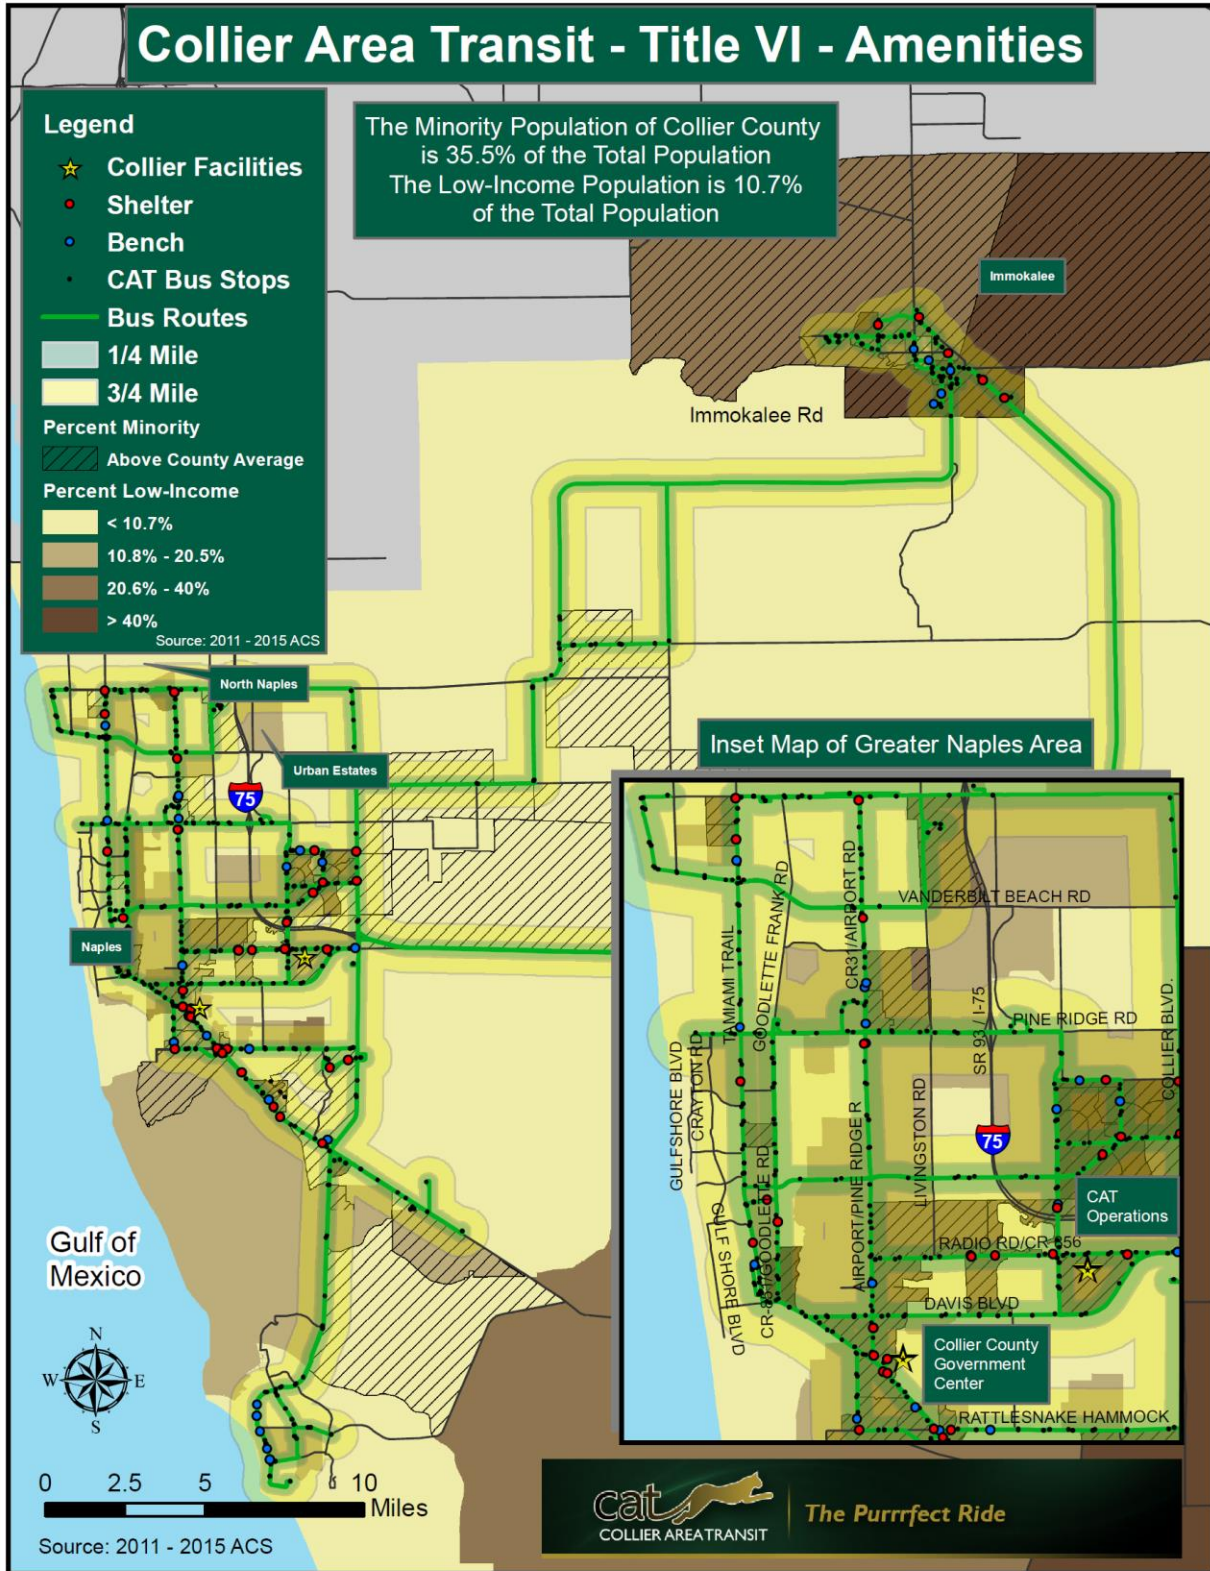 Collier Area Transit - Title VI - Amenities
Legend
Collier Facilities
Shelter
Bench
CAT Bus Stops
Bus Routes
1/4 Mile
3/4 Mile
Percent Minority
Above County Average
Percent Low-Income
< 10.7%
10.8% - 20.5%
20.6% - 40%
> 40%
Source: 2011 - 2015 ACS
The Minority Population of Collier County
is 35.5% of the Total Population
The Low-Income Population is 10.7%
of the Total Population
Immokalee
Immokalee Rd
North Naples
Urban Estates
75
Naples
Gulf of
Mexico
N
W
E
S
0 2.5 5 10
Miles
Source: 2011 - 2015 ACS
Inset Map of Greater Naples Area
VANDERBILT BEACH RD
TAMIAMI TRAIL
GOODLETTE FRANK RD
CR31/AIRPORT RD
SR 93 / I-75
PINE RIDGE RD
COLLIER BLVD.
GULFSHORE BLVD
CRAYTON RD
AIRPORT/PINE RIDGE R
LIVINGSTON RD
75
GULF SHORE BLVD
CR-851/GOODLETTE RD
CAT
Operations
RADIO RD/CR 856
DAVIS BLVD
Collier County
Government
Center
RATTLESNAKE HAMMOCK
cat
COLLIER AREA TRANSIT
The Purrrfect Ride